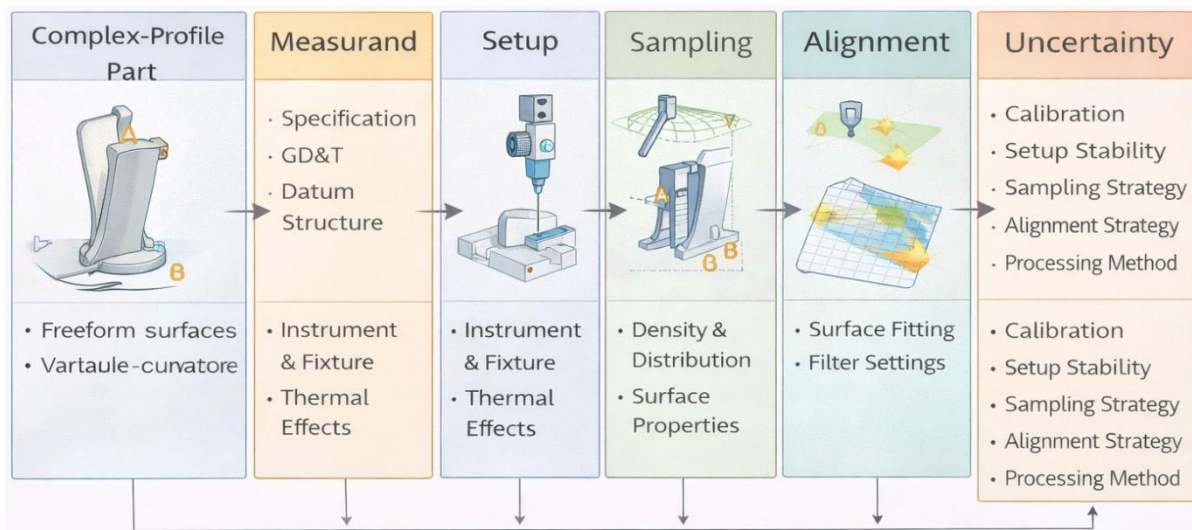 Complex-Profile
Part
A
B
• Freeform surfaces
• Vartaule-curvatore
Measurand
· Specification
· GD&T
· Datum
Structure
• Instrument
& Fixture
• Thermal
Effects
Setup
• Instrument
& Fixture
· Thermal
Effects
Sampling
A
B
B
• Density &
Distribution
• Surface
Properties
Alignment
• Surface Fitting
• Filter Settings
Uncertainty
· Calibration
· Setup Stability
· Sampling Strategy
· Alignment Strategy
· Processing Method
• Calibration
• Setup Stability
• Sampling Strategy
• Alignment Strategy
• Processing Method